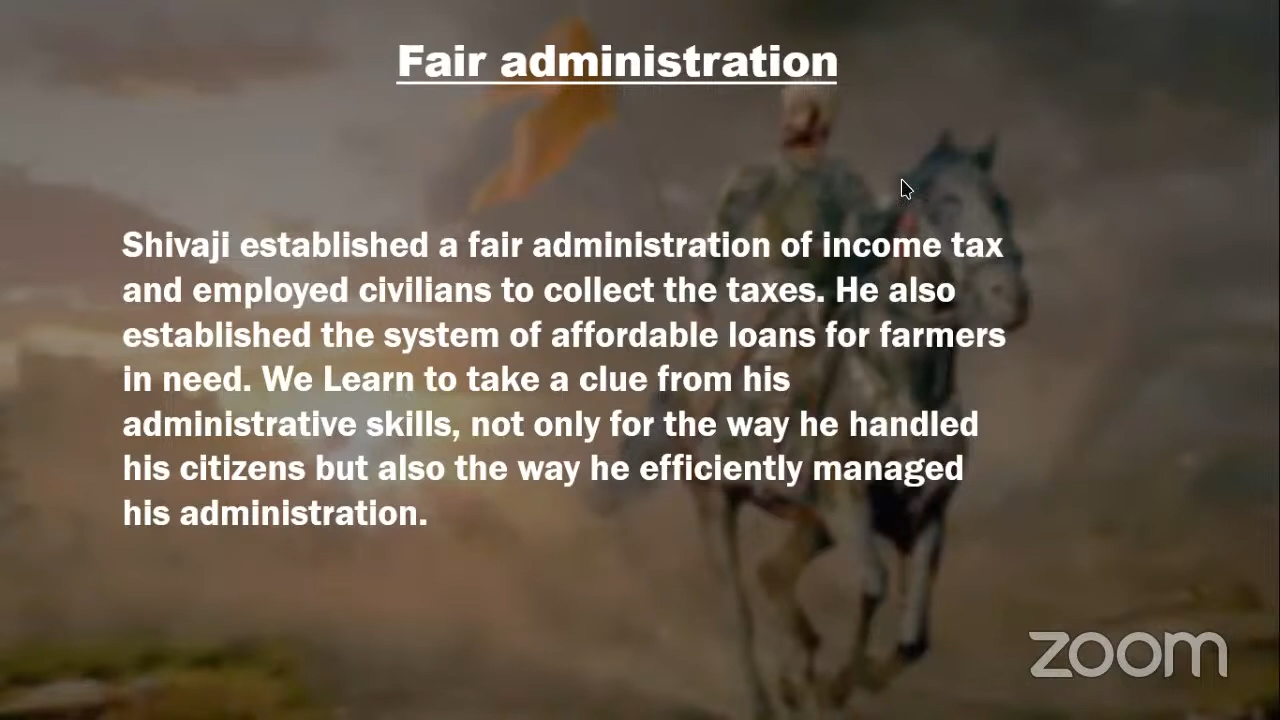 Fair administration
Shivaji established a fair administration of income tax
and employed civilians to collect the taxes. He also
established the system of affordable loans for farmers
in need. We Learn to take a clue from his
administrative skills, not only for the way he handled
his citizens but also the way he efficiently managed
his administration.
zoom